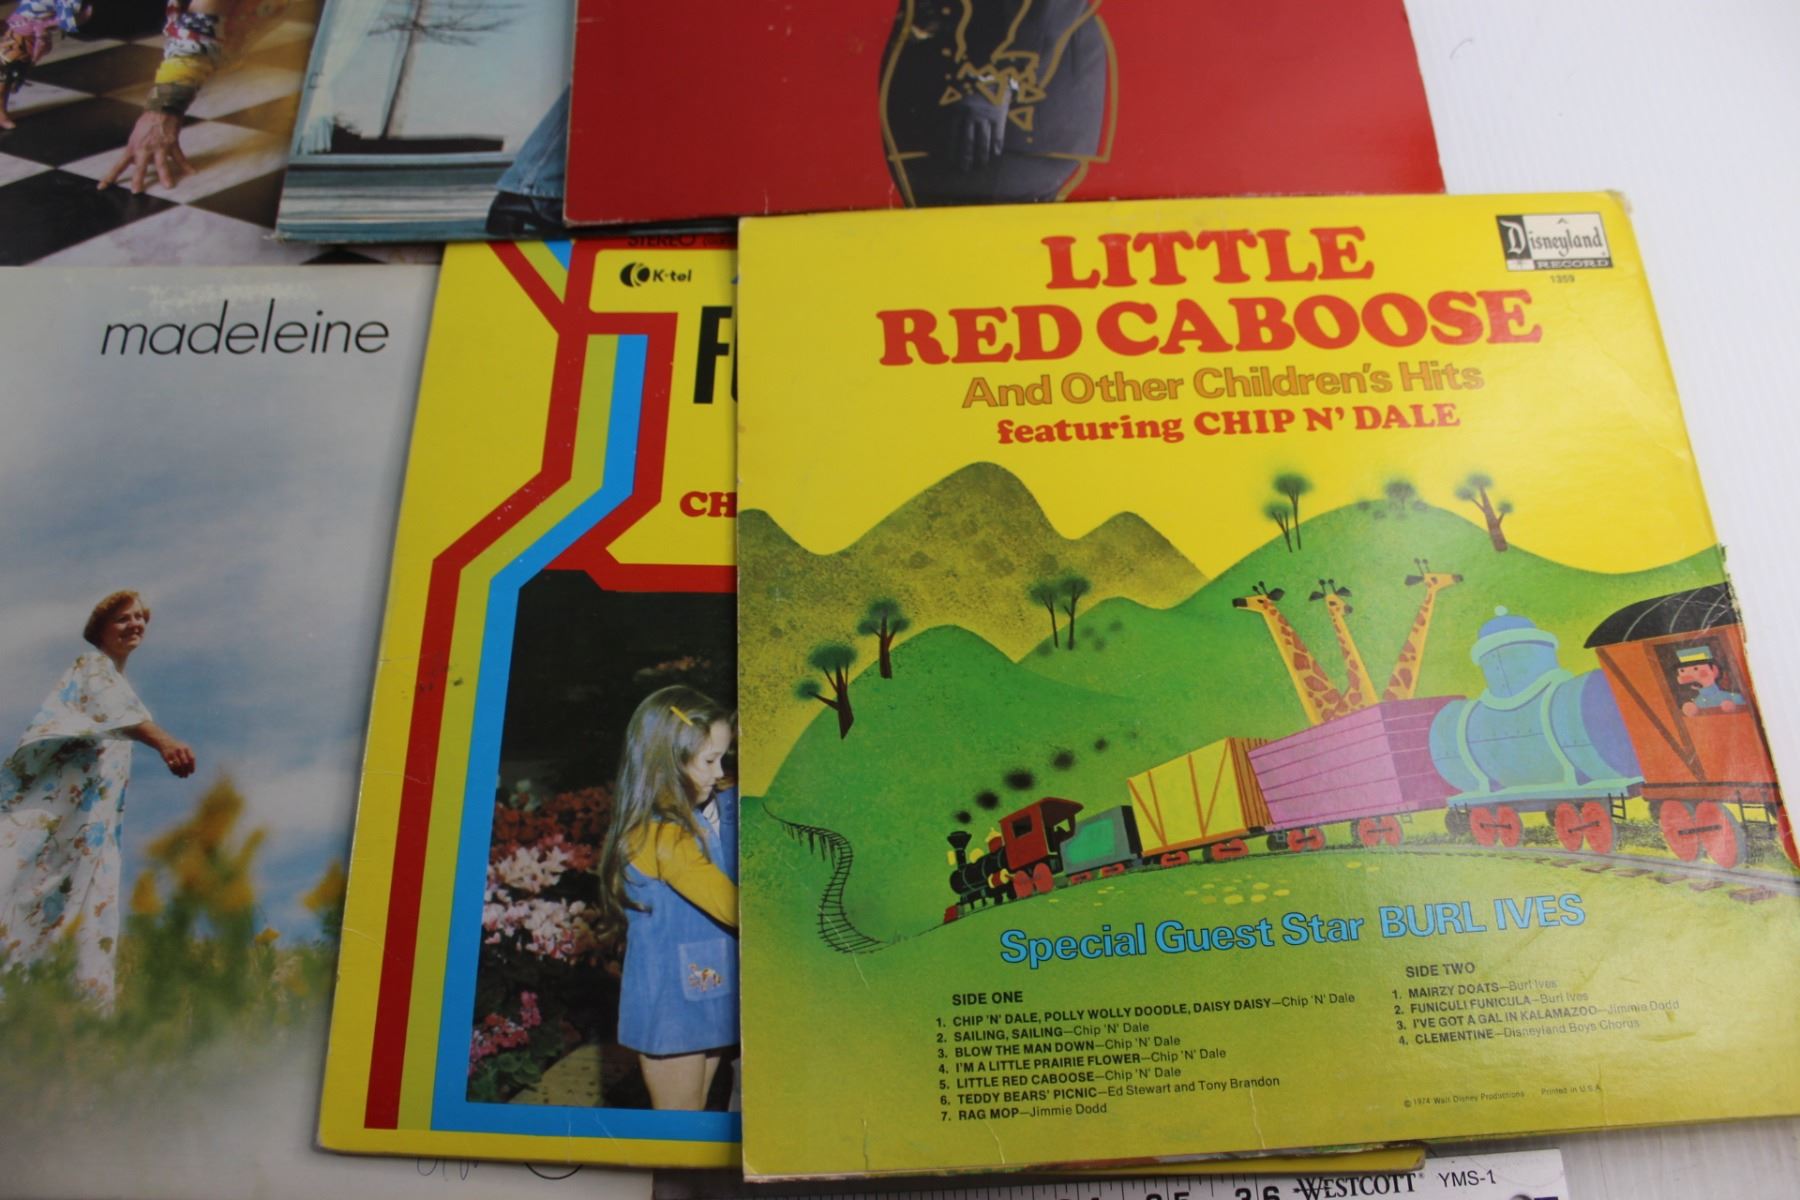 madeleine
STEREO
K-tel
CH
LITTLE
RED CABOOSE
And Other Children's Hits
featuring CHIP N' DALE
Disneyland
RECORD
1359
Special Guest Star BURL IVES
SIDE ONE
1. CHIP 'N' DALE, POLLY WOLLY DOODLE, DAISY DAISY—Chip 'N' Dale
2. SAILING, SAILING—Chip 'N' Dale
3. BLOW THE MAN DOWN—Chip 'N' Dale
4. I'M A LITTLE PRAIRIE FLOWER—Chip 'N' Dale
5. LITTLE RED CABOOSE—Chip 'N' Dale
6. TEDDY BEARS' PICNIC—Ed Stewart and Tony Brandon
7. RAG MOP—Jimmie Dodd
SIDE TWO
1. MAIRZY DOATS—Burl Ives
2. FUNICULI FUNICULA—Burl Ives
3. I'VE GOT A GAL IN KALAMAZOO—Jimmie Dodd
4. CLEMENTINE—Disneyland Boys Chorus
© 1974 Walt Disney Productions Printed in U.S.A.
35 36 WESTCOTT YMS-1